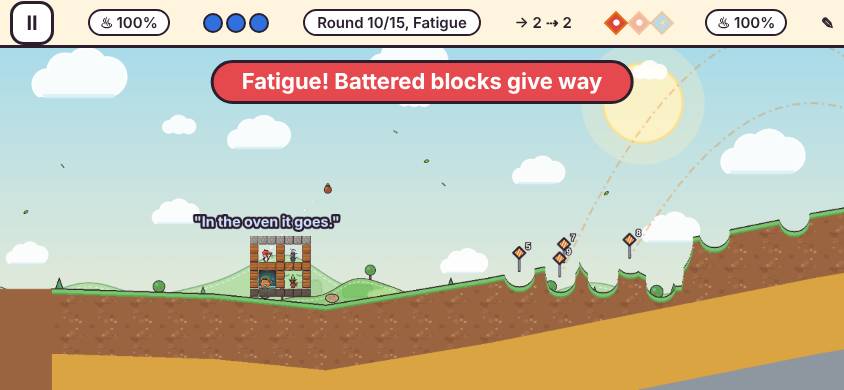 ♨ 100%
Round 10/15, Fatigue
→ 2 ⇢ 2
♨ 100%
Fatigue! Battered blocks give way
"In the oven it goes!"
5
7
9
8